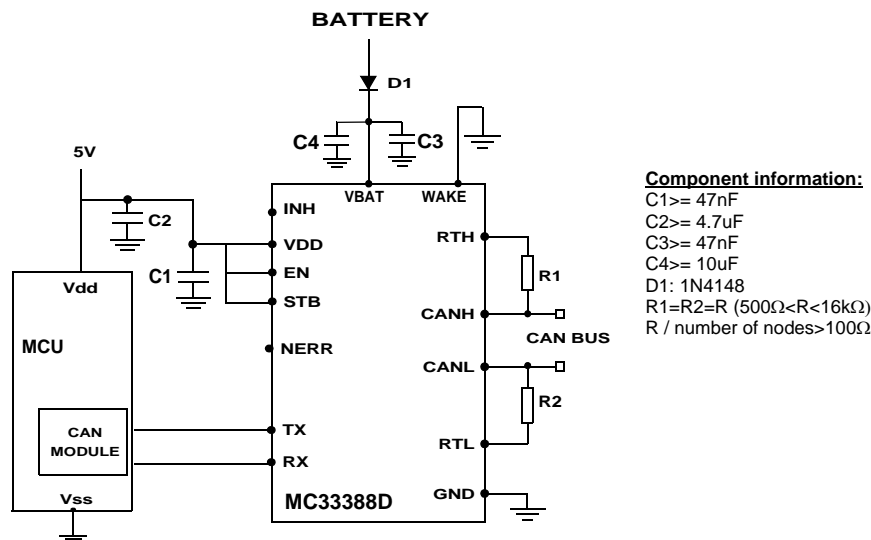 BATTERY
D1
C4
C3
5V
C2
C1
VBAT
WAKE
INH
VDD
EN
STB
NERR
TX
RX
RTH
CANH
CANL
RTL
GND
R1
CAN BUS
R2
Vdd
MCU
CAN
MODULE
Vss
MC33388D
Component information:
C1>= 47nF
C2>= 4.7uF
C3>= 47nF
C4>= 10uF
D1: 1N4148
R1=R2=R (500Ω<R<16kΩ)
R / number of nodes>100Ω